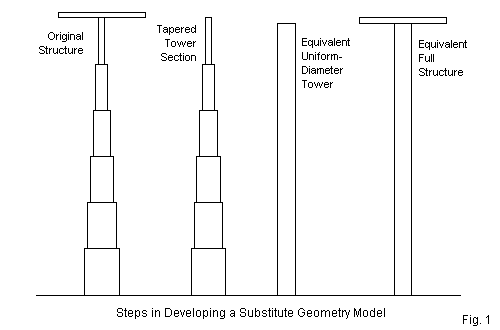 Original
Structure
Tapered
Tower
Section
Equivalent
Uniform-
Diameter
Tower
Equivalent
Full
Structure
Steps in Developing a Substitute Geometry Model
Fig. 1